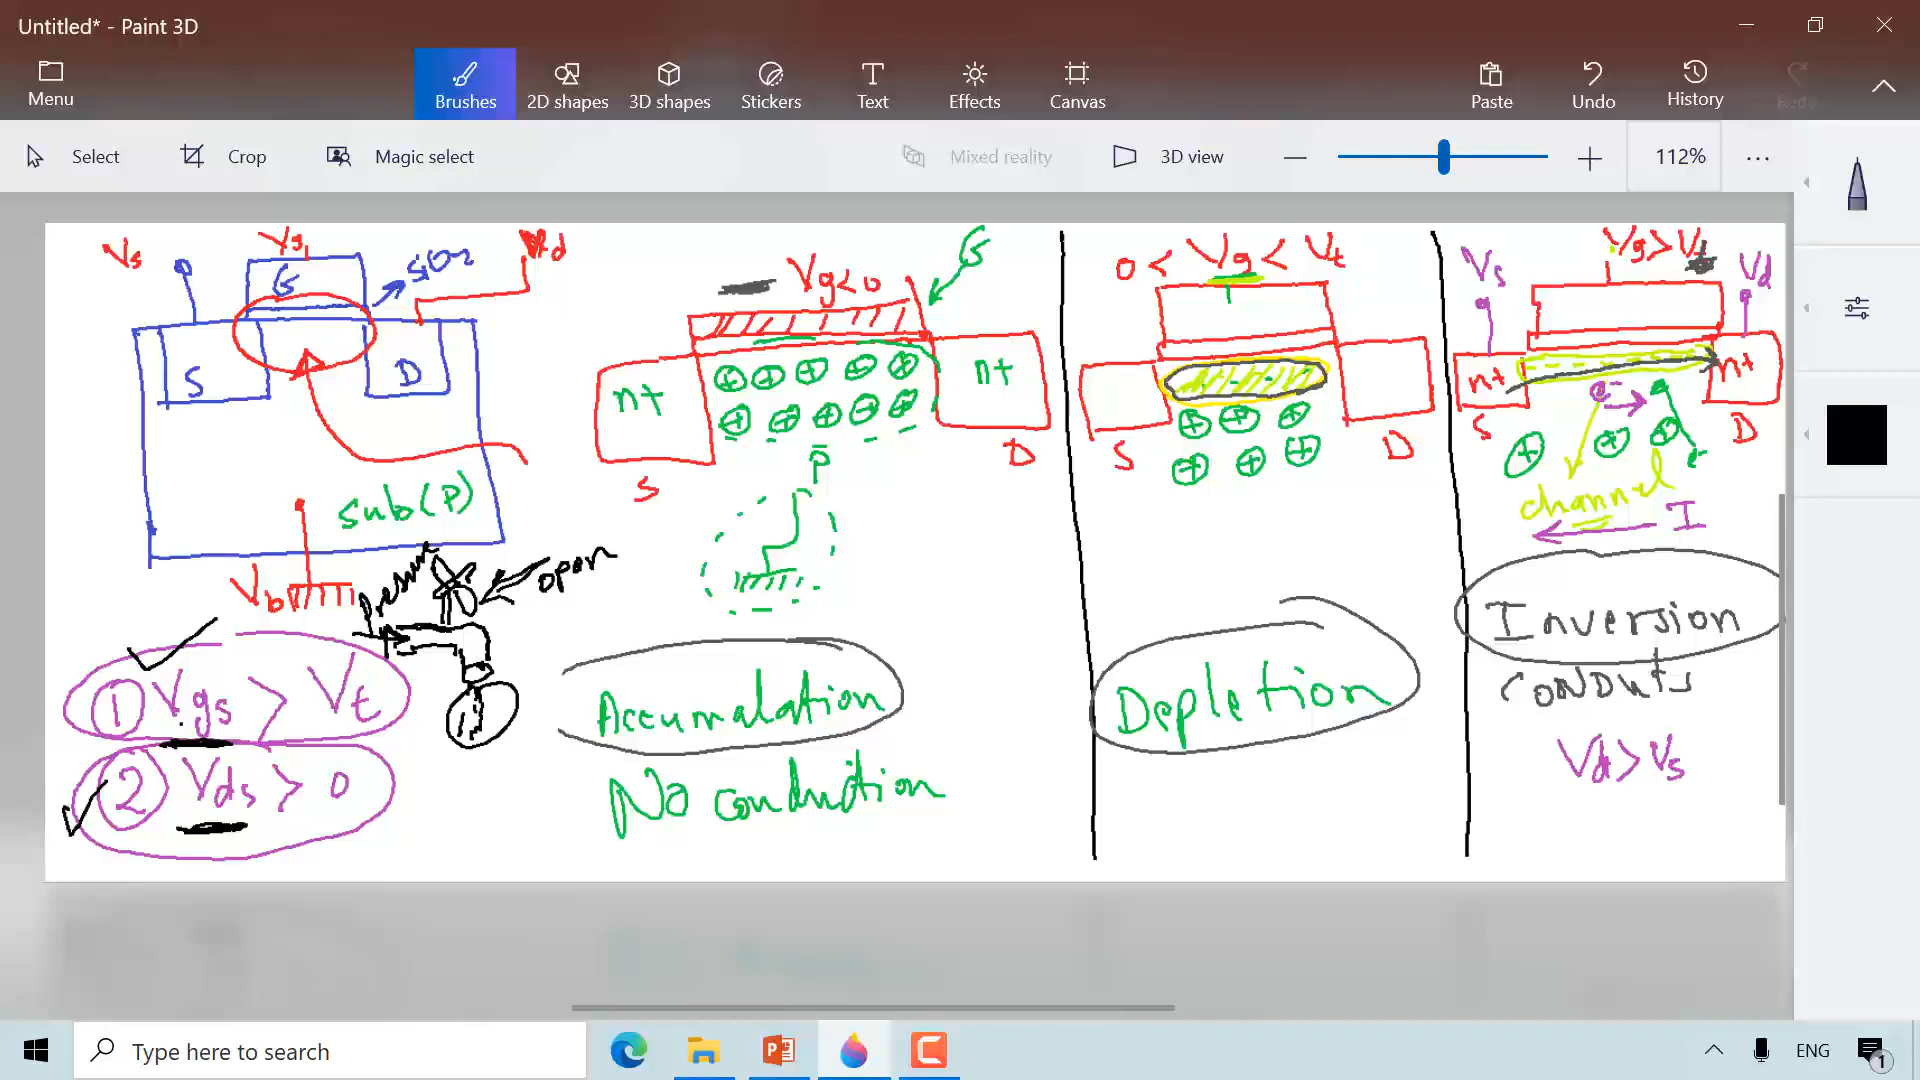 Untitled* - Paint 3D
Menu
Brushes
2D shapes
3D shapes
Stickers
Text
Effects
Canvas
Paste
Undo
History
Redo
Select
Crop
Magic select
Mixed reality
3D view
112%
Vs
Vg
d
G
SiO2
S
D
sub(P)
Vb
open
① Vgs > Vt
② Vds > 0
Vg<0
G
n+
n+
S
D
P
Accumalation
No conduction
0 < Vg < Vt
S
D
Depletion
Vg>Vt
Vs
Vd
n+
n+
S
D
e-
e-
channel
I
Inversion
Vd>Vs
Type here to search
ENG
1